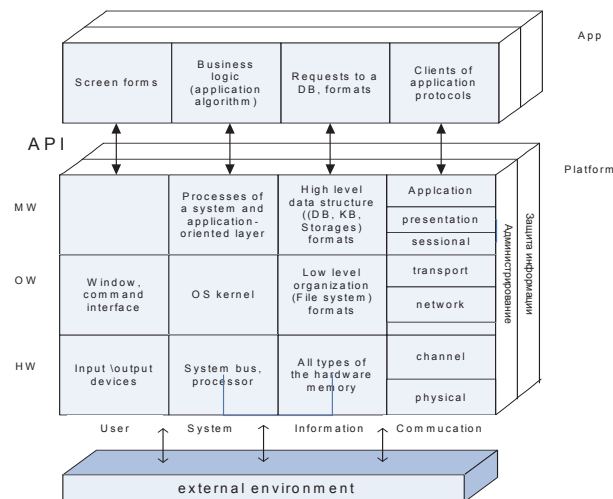 App
Screen forms
Business
logic
(application
algorithm)
Requests to a
DB, formats
Clients of
application
protocols
API
Platform
MW
Processes of
a system and
application-
oriented layer
High level
data structure
((DB, KB,
Storages)
formats
Applcation
presentation
sessional
OW
Window,
command
interface
OS kernel
Low level
organization
(File system)
formats
transport
network
HW
Input \output
devices
System bus,
processor
All types of
the hardware
memory
channel
physical
Администрирование
Защита информации
User
System
Information
Commucation
external environment